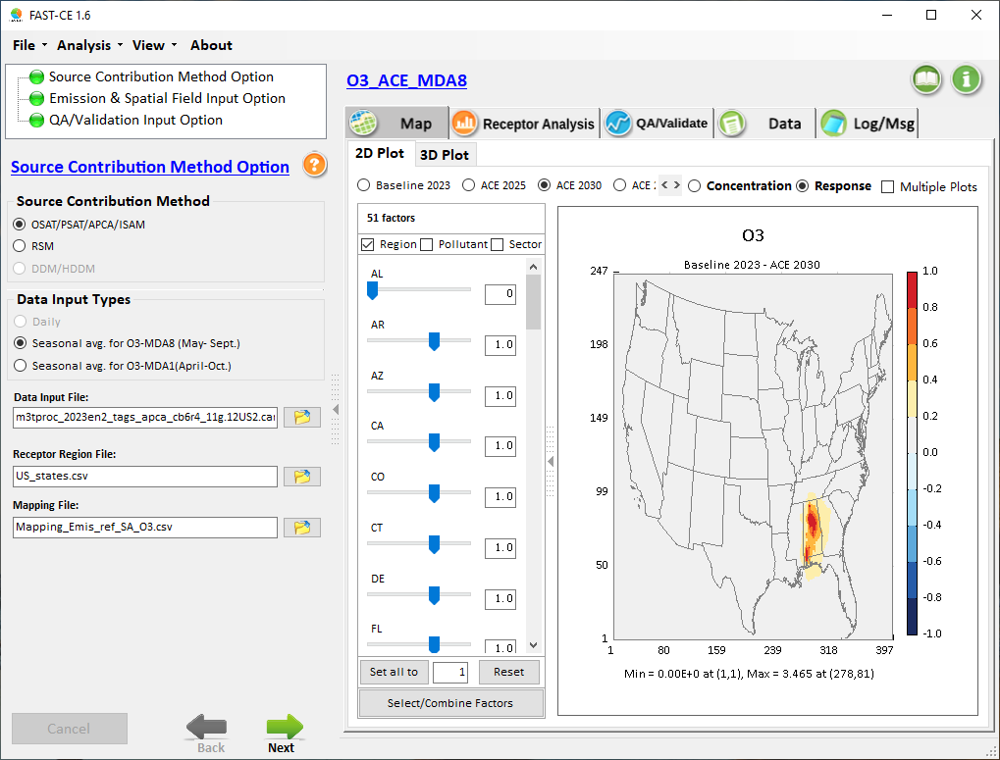 FAST-CE 1.6
File Analysis View About
Source Contribution Method Option
Emission & Spatial Field Input Option
QA/Validation Input Option
Source Contribution Method Option
Source Contribution Method
OSAT/PSAT/APCA/ISAM
RSM
DDM/HDDM
Data Input Types
Daily
Seasonal avg. for O3-MDA8 (May- Sept.)
Seasonal avg. for O3-MDA1(April-Oct.)
Data Input File:
m3tproc_2023en2_tags_apca_cb6r4_11g.12US2.cam
Receptor Region File:
US_states.csv
Mapping File:
Mapping_Emis_ref_SA_O3.csv
Cancel
Back
Next
O3_ACE_MDA8
Map Receptor Analysis QA/Validate Data Log/Msg
2D Plot 3D Plot
Baseline 2023 ACE 2025 ACE 2030 ACE Concentration Response Multiple Plots
51 factors
Region Pollutant Sector
AL
0
AR
1.0
AZ
1.0
CA
1.0
CO
1.0
CT
1.0
DE
1.0
FL
1.0
Set all to 1 Reset
Select/Combine Factors
O3
Baseline 2023 - ACE 2030
247
198
149
99
50
1
1 80 159 239 318 397
1.0
0.8
0.6
0.4
0.2
0.0
-0.2
-0.4
-0.6
-0.8
-1.0
Min = 0.00E+0 at (1,1), Max = 3.465 at (278,81)